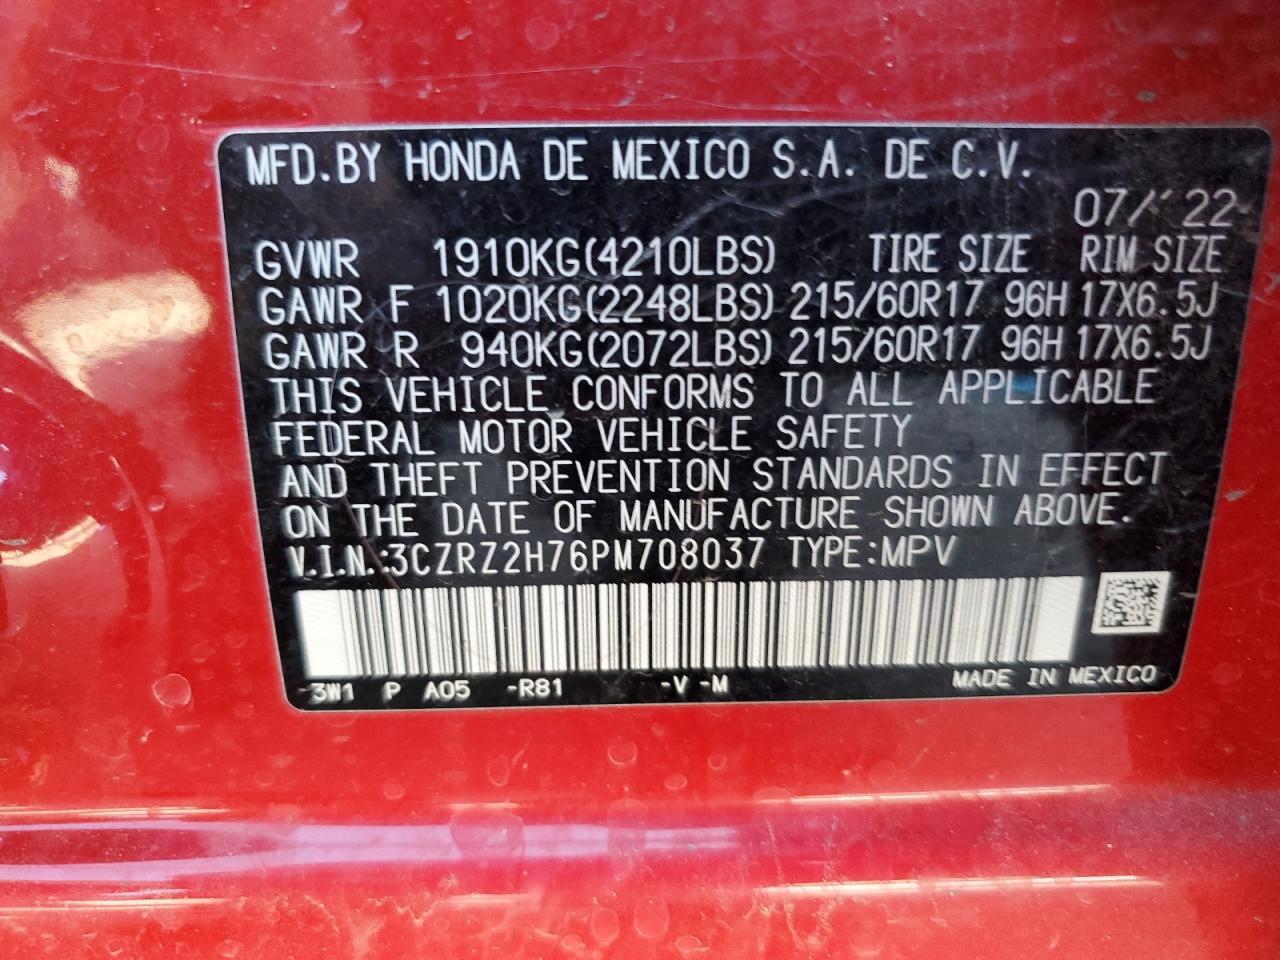 MFD.BY HONDA DE MEXICO S.A. DE C.V.
07/'22
GVWR 1910KG(4210LBS) TIRE SIZE RIM SIZE
GAWR F 1020KG(2248LBS) 215/60R17 96H 17X6.5J
GAWR R 940KG(2072LBS) 215/60R17 96H 17X6.5J
THIS VEHICLE CONFORMS TO ALL APPLICABLE
FEDERAL MOTOR VEHICLE SAFETY
AND THEFT PREVENTION STANDARDS IN EFFECT
ON THE DATE OF MANUFACTURE SHOWN ABOVE.
V.I.N.:3CZRZ2H76PM708037 TYPE:MPV
3W1 P A05 -R81 -V -M MADE IN MEXICO